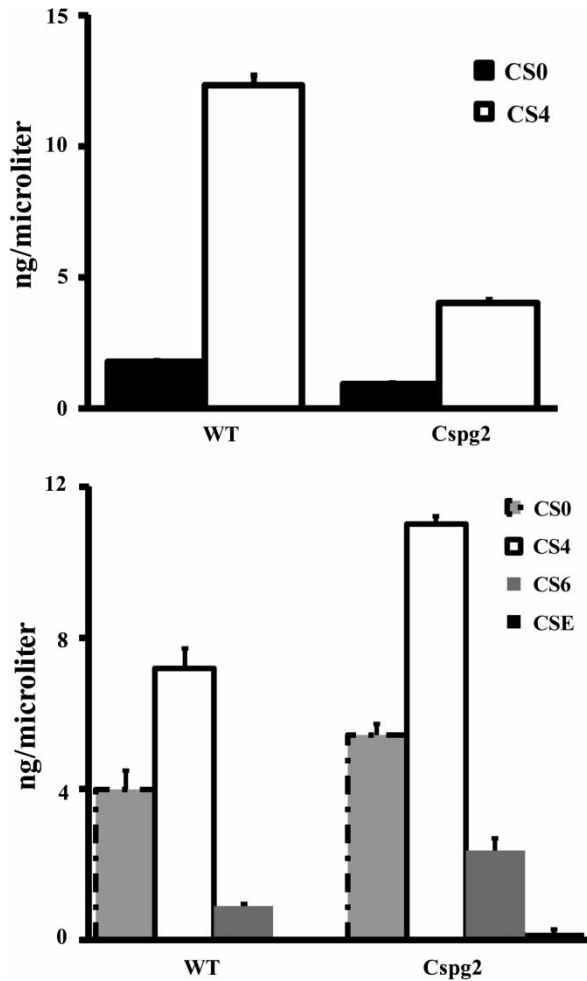 15
10
5
0
ng/microliter
CS0
CS4
WT
Cspg2
12
8
4
0
ng/microliter
CS0
CS4
CS6
CSE
WT
Cspg2